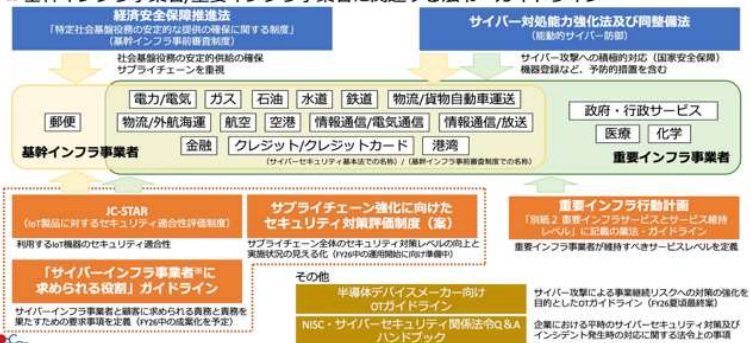 経済安全保障推進法
「特定社会基盤役務の安定的な提供の確保に関する制度」
（基幹インフラ事前審査制度）
サイバー対処能力強化法及び同整備法
（能動的サイバー防御）
社会基盤役務の安定的供給の確保
サプライチェーンを重視
サイバー攻撃への積極的対応（国家安全保障）
機器登録など、予防的措置を含む
郵便
電力/電気 ガス 石油 水道 鉄道 物流/貨物自動車運送
物流/外航海運 航空 空港 情報通信/電気通信 情報通信/放送
金融 クレジット/クレジットカード 港湾
（サイバーセキュリティ基本法での名称）/（基幹インフラ事前審査制度での名称）
基幹インフラ事業者
政府・行政サービス
医療 化学
重要インフラ事業者
JC-STAR
（IoT製品に対するセキュリティ適合性評価制度）
利用するIoT機器のセキュリティ適合性
サプライチェーン強化に向けた
セキュリティ対策評価制度（案）
サプライチェーン全体のセキュリティ対策レベルの向上と
実施状況の見える化（FY26中の運用開始に向け準備中）
重要インフラ行動計画
「別紙2 重要インフラサービスとサービス維持
レベル」に記載の業法・ガイドライン
重要インフラ事業者が維持すべきサービスレベルを定義
「サイバーインフラ事業者※に
求められる役割」ガイドライン
サイバーインフラ事業者と顧客に求められる責務と責務を
果たすための要求事項を定義（FY26中の成案化を予定）
その他
半導体デバイスメーカー向け
OTガイドライン
サイバー攻撃による事業継続リスクへの対策の強化を
目的としたOTガイドライン（FY26夏頃最終案）
NISC・サイバーセキュリティ関係法令Q＆A
ハンドブック
企業における平時のサイバーセキュリティ対策及び
インシデント発生時の対応に関する法令上の事項